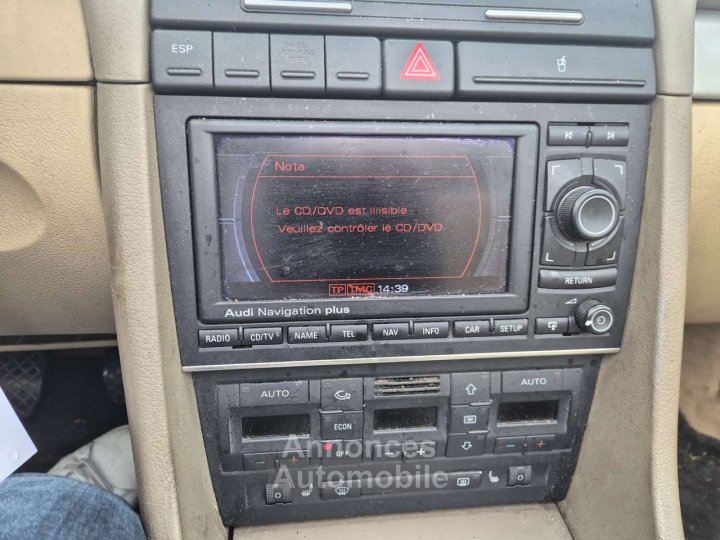 ESP
Nota
Le CD/DVD est illisible
Veuillez contrôler le CD/DVD
TP TMC 14:39
RETURN
Audi Navigation plus
RADIO CD/TV NAME TEL NAV INFO CAR SETUP
AUTO AUTO
ECON
OFF
Annonces
Automobile